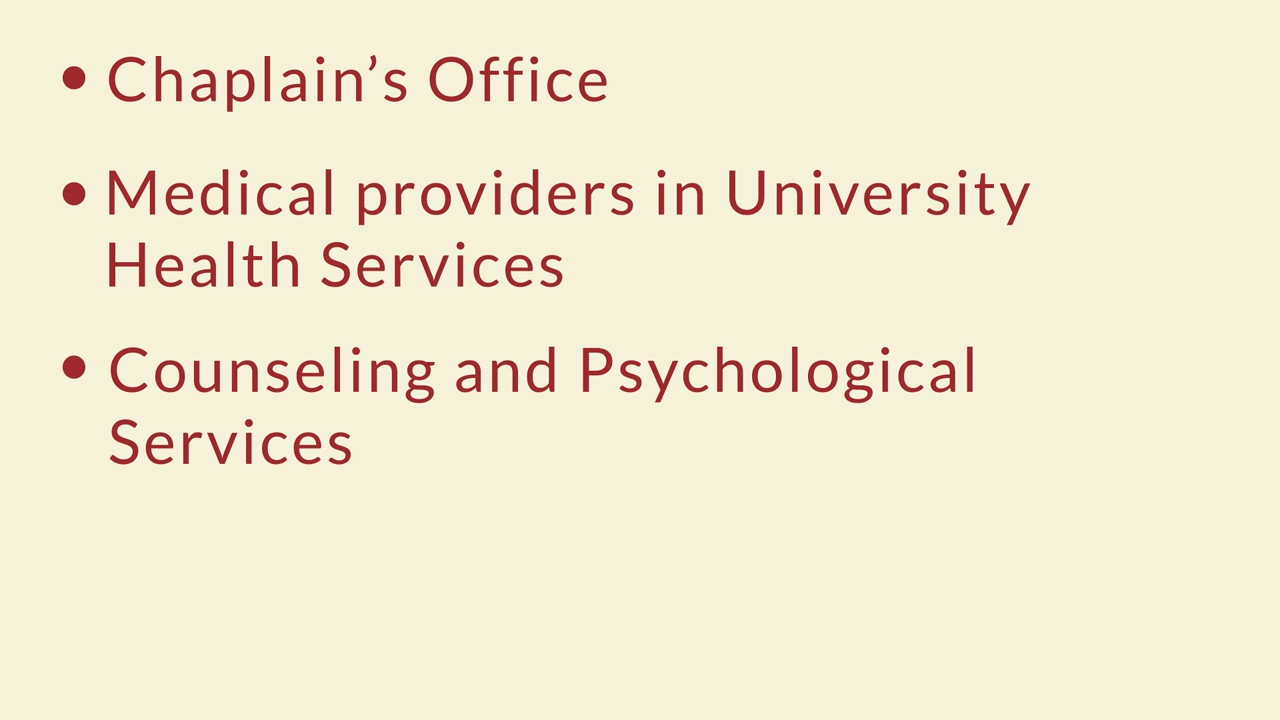 • Chaplain’s Office
• Medical providers in University
Health Services
• Counseling and Psychological
Services